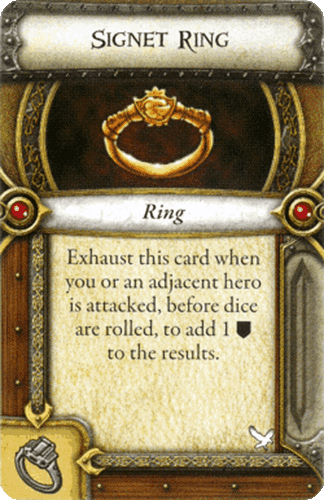 Signet Ring
Ring
Exhaust this card when
you or an adjacent hero
is attacked, before dice
are rolled, to add 1
to the results.